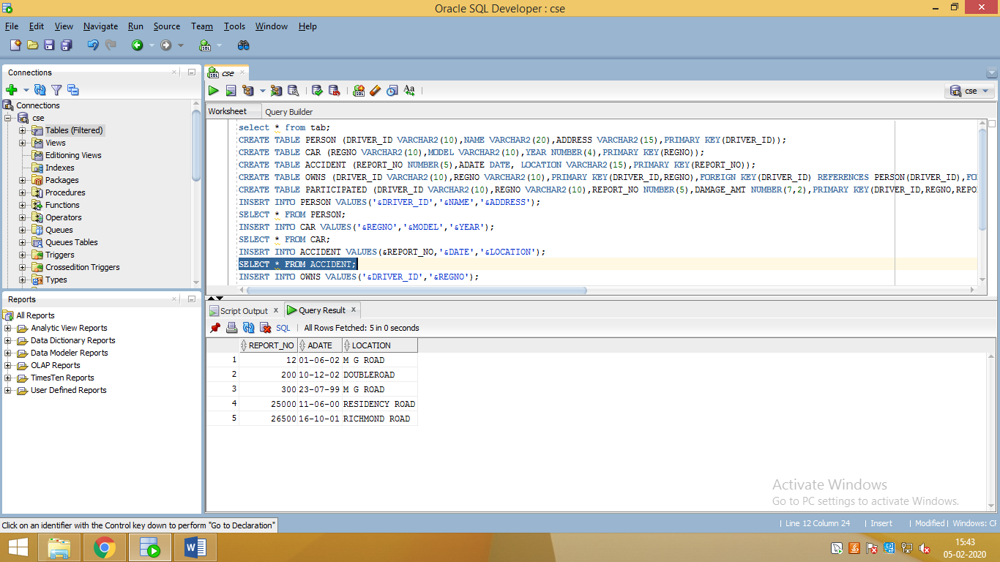 Oracle SQL Developer : cse
File Edit View Navigate Run Source Team Tools Window Help
Connections
Connections
cse
Tables (Filtered)
Views
Editioning Views
Indexes
Packages
Procedures
Functions
Operators
Queues
Queues Tables
Triggers
Crossedition Triggers
Types
Reports
All Reports
Analytic View Reports
Data Dictionary Reports
Data Modeler Reports
OLAP Reports
TimesTen Reports
User Defined Reports
cse
cse
Worksheet Query Builder
select * from tab;
CREATE TABLE PERSON (DRIVER_ID VARCHAR2(10),NAME VARCHAR2(20),ADDRESS VARCHAR2(15),PRIMARY KEY(DRIVER_ID));
CREATE TABLE CAR (REGNO VARCHAR2(10),MODEL VARCHAR2(10),YEAR NUMBER(4),PRIMARY KEY(REGNO));
CREATE TABLE ACCIDENT (REPORT_NO NUMBER(5),ADATE DATE, LOCATION VARCHAR2(15),PRIMARY KEY(REPORT_NO));
CREATE TABLE OWNS (DRIVER_ID VARCHAR2(10),REGNO VARCHAR2(10),PRIMARY KEY(DRIVER_ID,REGNO),FOREIGN KEY(DRIVER_ID) REFERENCES PERSON(DRIVER_ID),FO
CREATE TABLE PARTICIPATED (DRIVER_ID VARCHAR2(10),REGNO VARCHAR2(10),REPORT_NO NUMBER(5),DAMAGE_AMT NUMBER(7,2),PRIMARY KEY(DRIVER_ID,REGNO,REPO
INSERT INTO PERSON VALUES('&DRIVER_ID','&NAME','&ADDRESS');
SELECT * FROM PERSON;
INSERT INTO CAR VALUES('&REGNO','&MODEL','&YEAR');
SELECT * FROM CAR;
INSERT INTO ACCIDENT VALUES(&REPORT_NO,'&DATE','&LOCATION');
SELECT * FROM ACCIDENT;
INSERT INTO OWNS VALUES('&DRIVER_ID','&REGNO');
Script Output Query Result
SQL All Rows Fetched: 5 in 0 seconds
REPORT_NO ADATE LOCATION
1 12 01-06-02 M G ROAD
2 200 10-12-02 DOUBLEROAD
3 300 23-07-99 M G ROAD
4 25000 11-06-00 RESIDENCY ROAD
5 26500 16-10-01 RICHMOND ROAD
Activate Windows
Go to PC settings to activate Windows.
Click on an identifier with the Control key down to perform "Go to Declaration"
Line 12 Column 24 Insert Modified Windows: CF
15:43
05-02-2020